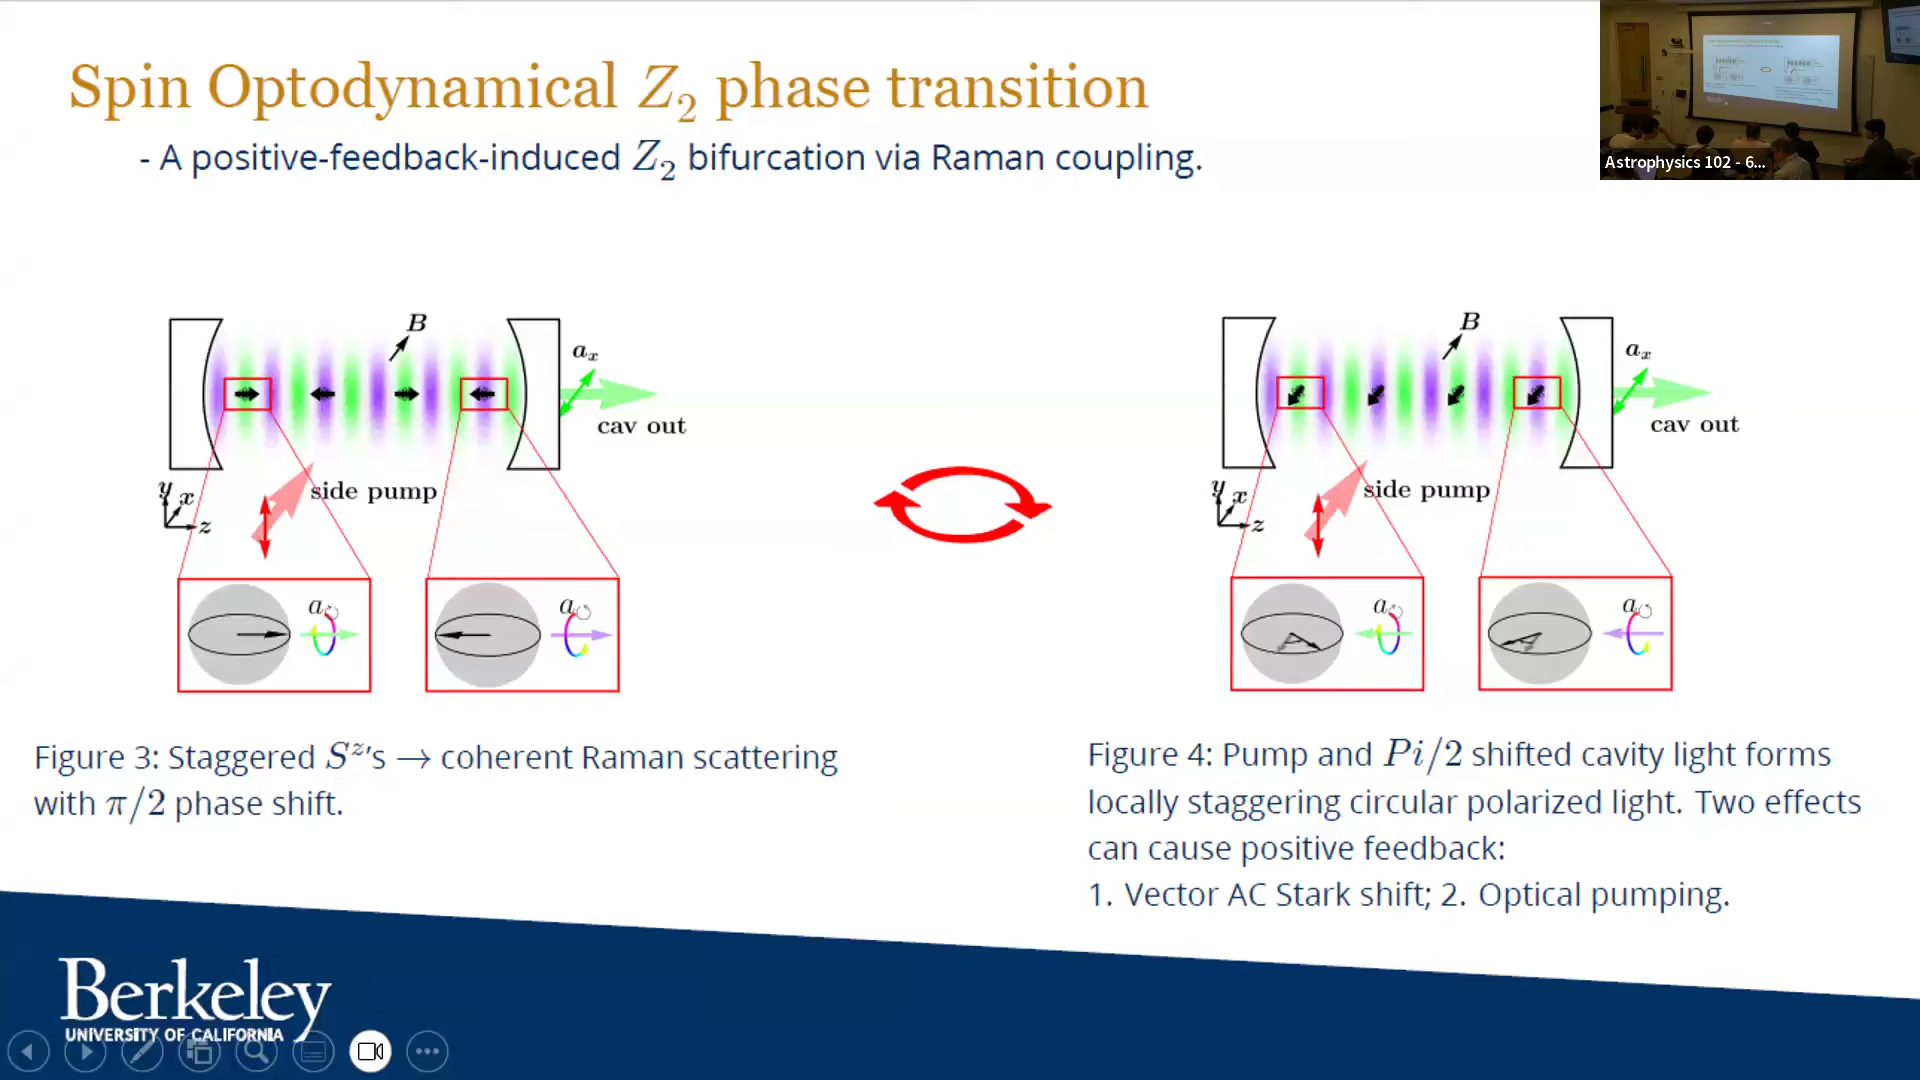 Spin Optodynamical Z₂ phase transition
- A positive-feedback-induced Z₂ bifurcation via Raman coupling.
Astrophysics 102 - 6...
B
aₓ
cav out
side pump
y
x
z
a↻
a↻
B
aₓ
cav out
side pump
y
x
z
a↻
a↻
Figure 3: Staggered Sᶻ's → coherent Raman scattering
with π/2 phase shift.
Figure 4: Pump and Pi/2 shifted cavity light forms
locally staggering circular polarized light. Two effects
can cause positive feedback:
1. Vector AC Stark shift; 2. Optical pumping.
Berkeley
UNIVERSITY OF CALIFORNIA